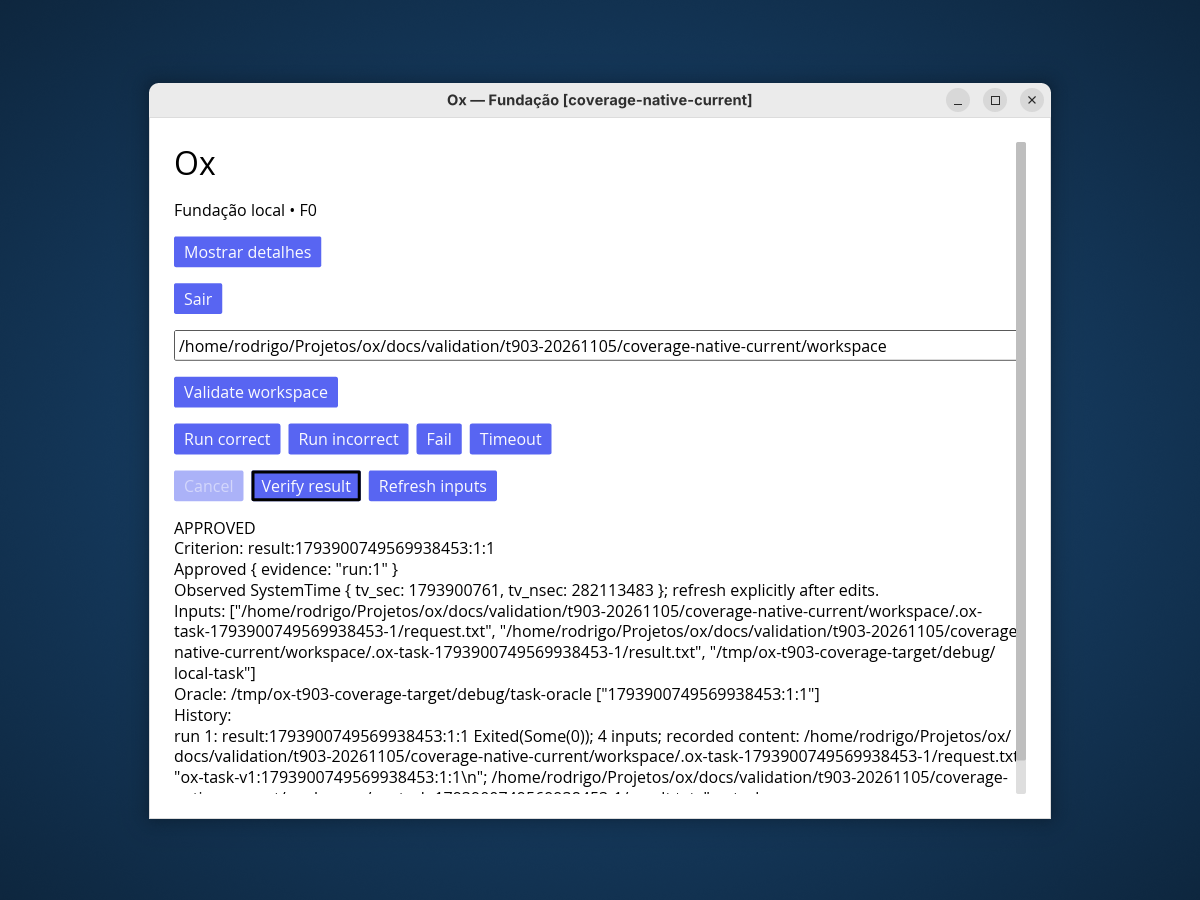 Ox — Fundação [coverage-native-current]
Ox
Fundação local • F0
Mostrar detalhes
Sair
/home/rodrigo/Projetos/ox/docs/validation/t903-20261105/coverage-native-current/workspace
Validate workspace
Run correct Run incorrect Fail Timeout
Cancel Verify result Refresh inputs
APPROVED
Criterion: result:1793900749569938453:1:1
Approved { evidence: "run:1" }
Observed SystemTime { tv_sec: 1793900761, tv_nsec: 282113483 }; refresh explicitly after edits.
Inputs: ["/home/rodrigo/Projetos/ox/docs/validation/t903-20261105/coverage-native-current/workspace/.ox-
task-1793900749569938453-1/request.txt", "/home/rodrigo/Projetos/ox/docs/validation/t903-20261105/coverage
native-current/workspace/.ox-task-1793900749569938453-1/result.txt", "/tmp/ox-t903-coverage-target/debug/
local-task"]
Oracle: /tmp/ox-t903-coverage-target/debug/task-oracle ["1793900749569938453:1:1"]
History:
run 1: result:1793900749569938453:1:1 Exited(Some(0)); 4 inputs; recorded content: /home/rodrigo/Projetos/ox/
docs/validation/t903-20261105/coverage-native-current/workspace/.ox-task-1793900749569938453-1/request.txt
"ox-task-v1:1793900749569938453:1:1\n"; /home/rodrigo/Projetos/ox/docs/validation/t903-20261105/coverage-